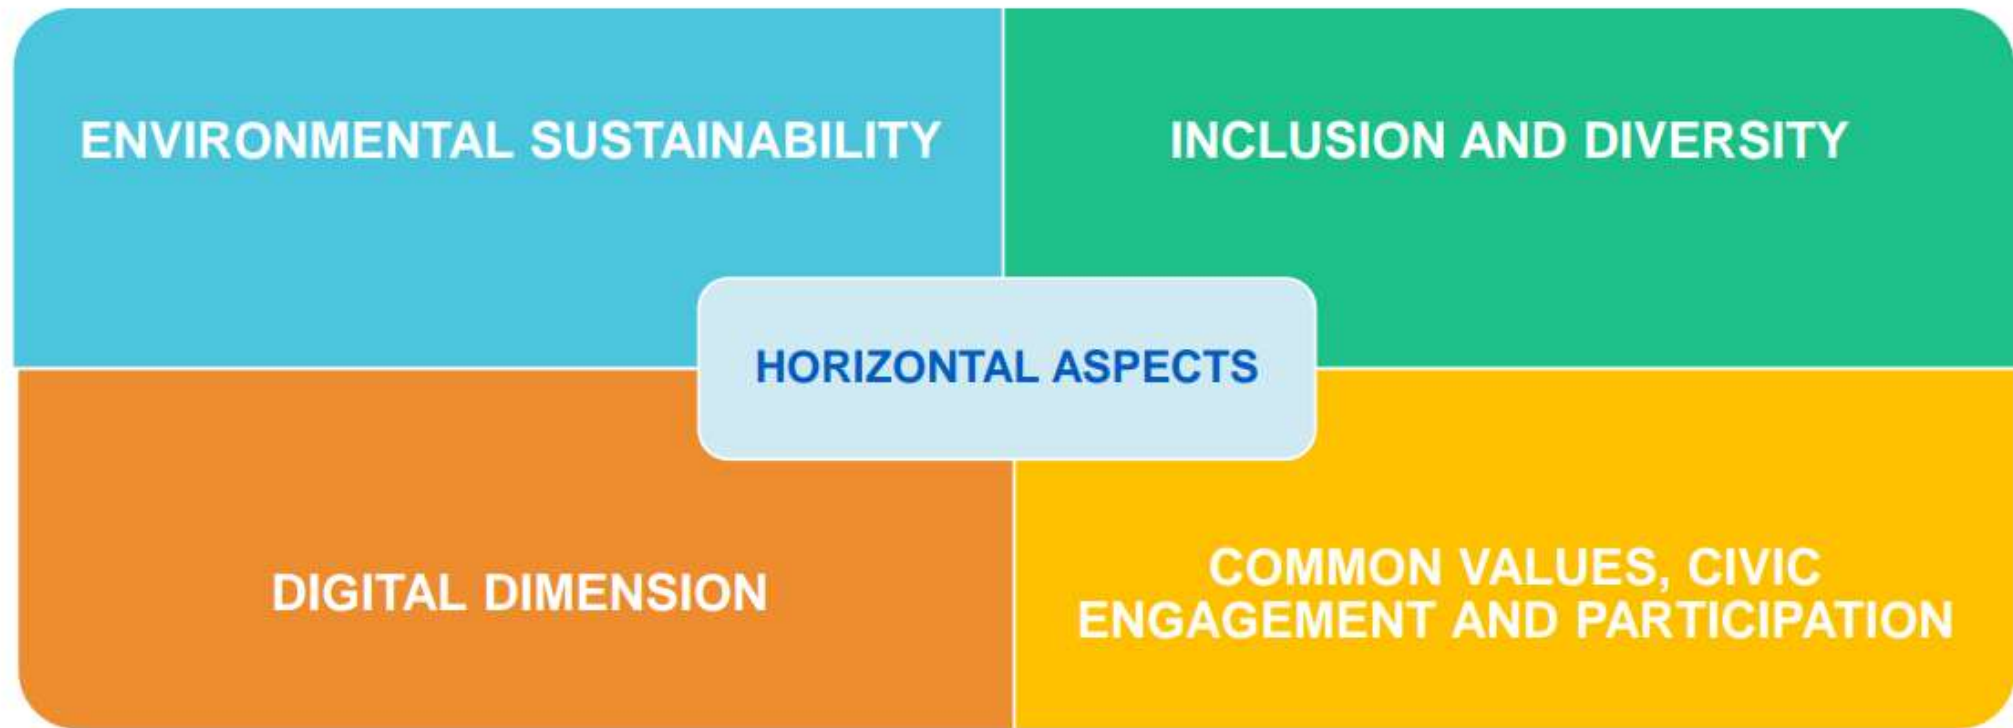 ENVIRONMENTAL SUSTAINABILITY
INCLUSION AND DIVERSITY
HORIZONTAL ASPECTS
DIGITAL DIMENSION
COMMON VALUES, CIVIC
ENGAGEMENT AND PARTICIPATION